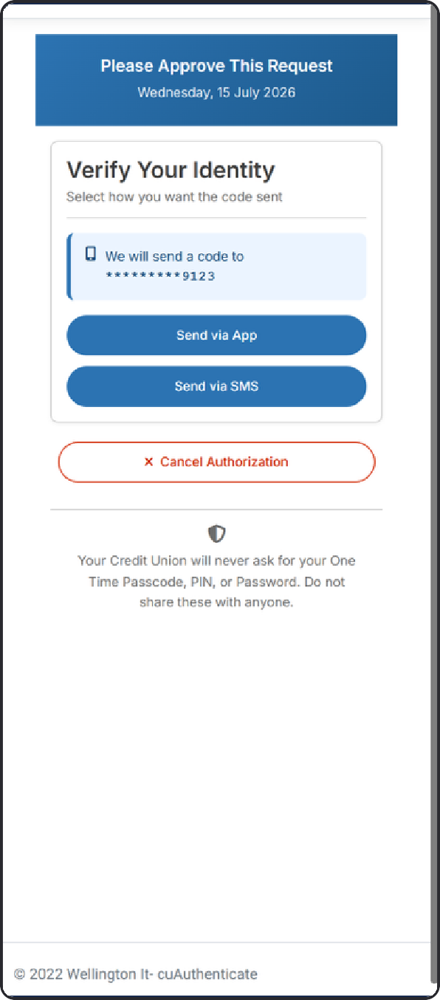 Please Approve This Request
Wednesday, 15 July 2026
Verify Your Identity
Select how you want the code sent
We will send a code to
*********9123
Send via App
Send via SMS
× Cancel Authorization
Your Credit Union will never ask for your One
Time Passcode, PIN, or Password. Do not
share these with anyone.
© 2022 Wellington It- cuAuthenticate